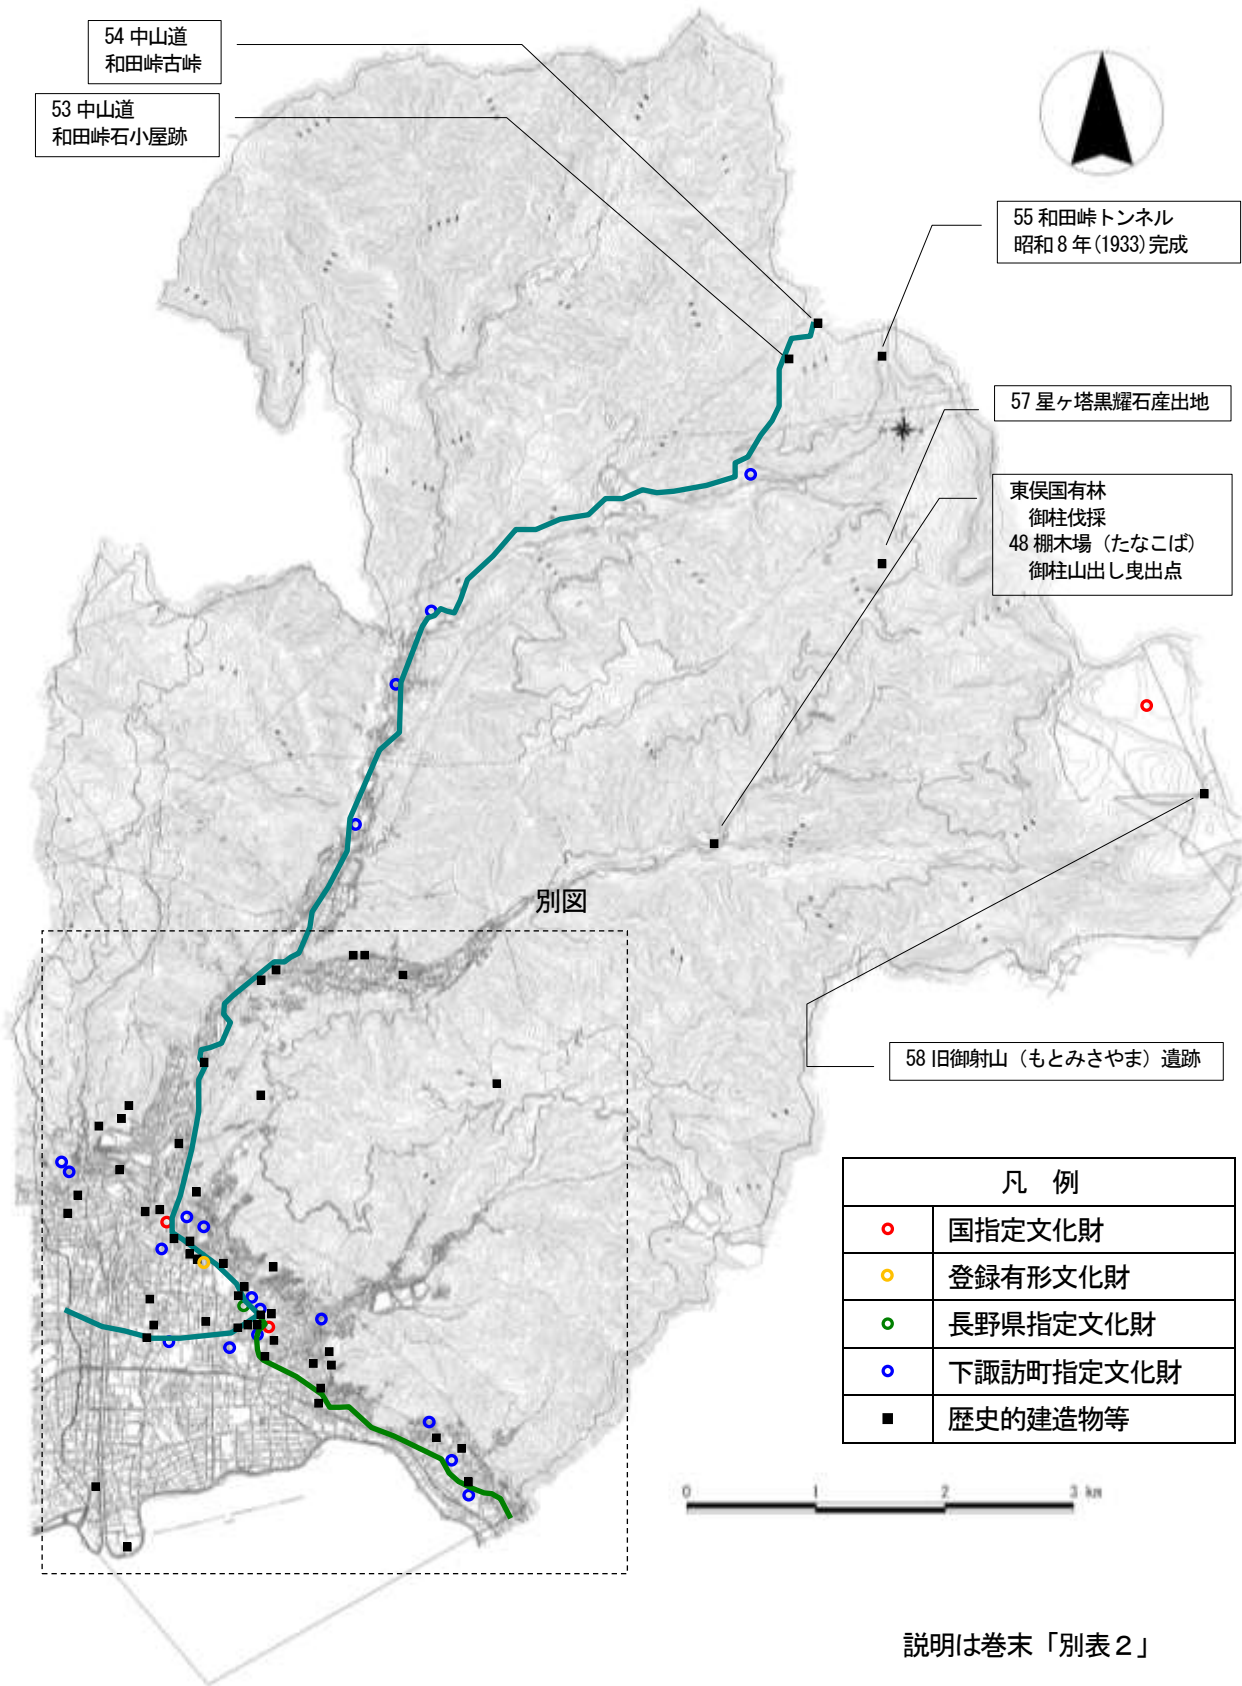 54 中山道
和田峠古峠
53 中山道
和田峠石小屋跡
55 和田峠トンネル
昭和8年(1933)完成
57 星ヶ塔黒耀石産出地
東俣国有林
御柱伐採
48 棚木場（たなこば）
御柱山出し曳出点
別図
58 旧御射山（もとみさやま）遺跡
凡 例
国指定文化財
登録有形文化財
長野県指定文化財
下諏訪町指定文化財
歴史的建造物等
0 1 2 3 km
説明は巻末「別表２」